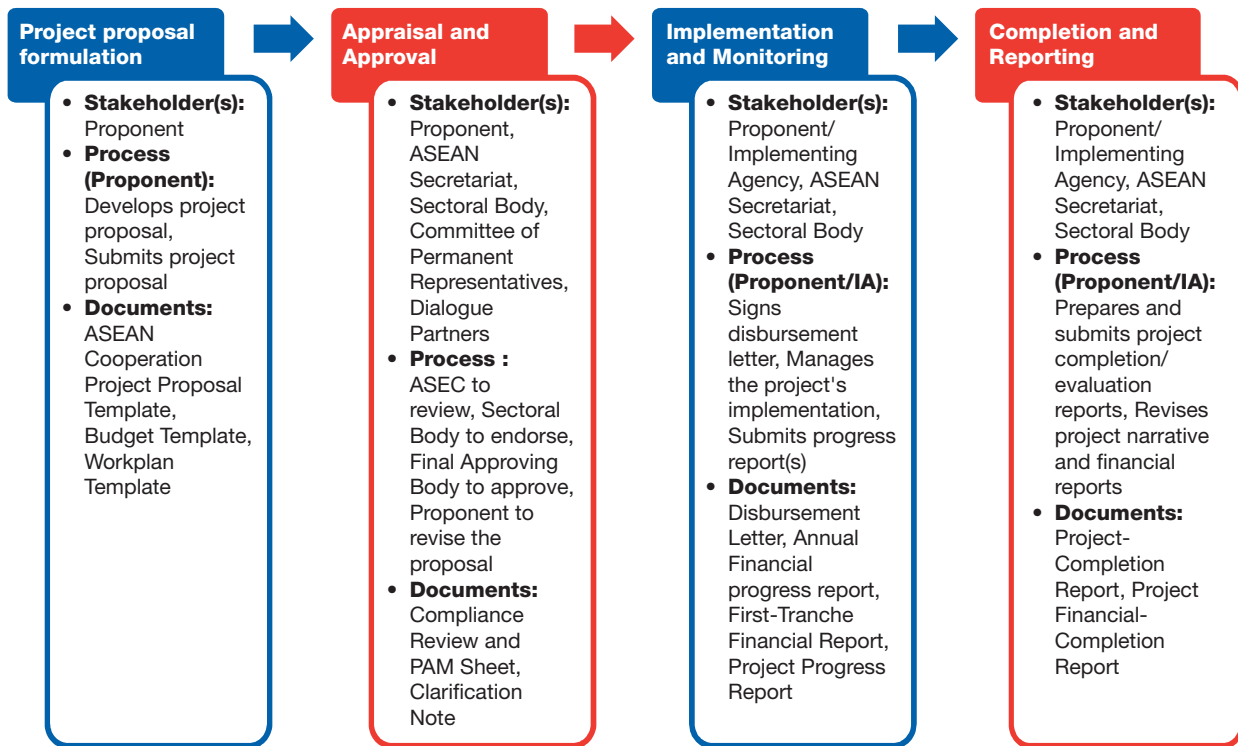 Project proposal
formulation
• Stakeholder(s):
Proponent
• Process
(Proponent):
Develops project
proposal,
Submits project
proposal
• Documents:
ASEAN
Cooperation
Project Proposal
Template,
Budget Template,
Workplan
Template
Appraisal and
Approval
• Stakeholder(s):
Proponent,
ASEAN
Secretariat,
Sectoral Body,
Committee of
Permanent
Representatives,
Dialogue
Partners
• Process :
ASEC to
review, Sectoral
Body to endorse,
Final Approving
Body to approve,
Proponent to
revise the
proposal
• Documents:
Compliance
Review and
PAM Sheet,
Clarification
Note
Implementation
and Monitoring
• Stakeholder(s):
Proponent/
Implementing
Agency, ASEAN
Secretariat,
Sectoral Body
• Process
(Proponent/IA):
Signs
disbursement
letter, Manages
the project's
implementation,
Submits progress
report(s)
• Documents:
Disbursement
Letter, Annual
Financial
progress report,
First-Tranche
Financial Report,
Project Progress
Report
Completion and
Reporting
• Stakeholder(s):
Proponent/
Implementing
Agency, ASEAN
Secretariat,
Sectoral Body
• Process
(Proponent/IA):
Prepares and
submits project
completion/
evaluation
reports, Revises
project narrative
and financial
reports
• Documents:
Project-
Completion
Report, Project
Financial-
Completion
Report